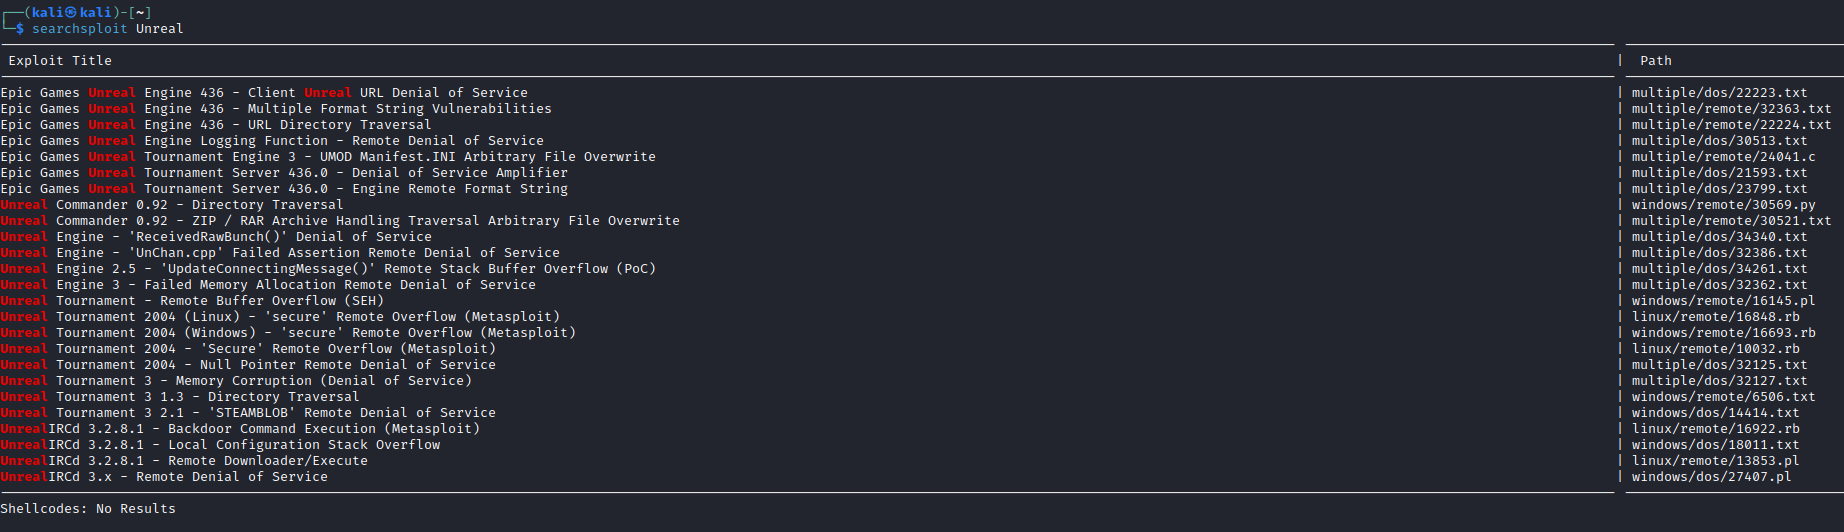 ┌──(kali㉿kali)-[~]
└─$ searchsploit Unreal
Exploit Title | Path
Epic Games Unreal Engine 436 - Client Unreal URL Denial of Service | multiple/dos/22223.txt
Epic Games Unreal Engine 436 - Multiple Format String Vulnerabilities | multiple/remote/32363.txt
Epic Games Unreal Engine 436 - URL Directory Traversal | multiple/remote/22224.txt
Epic Games Unreal Engine Logging Function - Remote Denial of Service | multiple/dos/30513.txt
Epic Games Unreal Tournament Engine 3 - UMOD Manifest.INI Arbitrary File Overwrite | multiple/remote/24041.c
Epic Games Unreal Tournament Server 436.0 - Denial of Service Amplifier | multiple/dos/21593.txt
Epic Games Unreal Tournament Server 436.0 - Engine Remote Format String | multiple/dos/23799.txt
Unreal Commander 0.92 - Directory Traversal | windows/remote/30569.py
Unreal Commander 0.92 - ZIP / RAR Archive Handling Traversal Arbitrary File Overwrite | multiple/remote/30521.txt
Unreal Engine - 'ReceivedRawBunch()' Denial of Service | multiple/dos/34340.txt
Unreal Engine - 'UnChan.cpp' Failed Assertion Remote Denial of Service | multiple/dos/32386.txt
Unreal Engine 2.5 - 'UpdateConnectingMessage()' Remote Stack Buffer Overflow (PoC) | multiple/dos/34261.txt
Unreal Engine 3 - Failed Memory Allocation Remote Denial of Service | multiple/dos/32362.txt
Unreal Tournament - Remote Buffer Overflow (SEH) | windows/remote/16145.pl
Unreal Tournament 2004 (Linux) - 'secure' Remote Overflow (Metasploit) | linux/remote/16848.rb
Unreal Tournament 2004 (Windows) - 'secure' Remote Overflow (Metasploit) | windows/remote/16693.rb
Unreal Tournament 2004 - 'Secure' Remote Overflow (Metasploit) | linux/remote/10032.rb
Unreal Tournament 2004 - Null Pointer Remote Denial of Service | multiple/dos/32125.txt
Unreal Tournament 3 - Memory Corruption (Denial of Service) | multiple/dos/32127.txt
Unreal Tournament 3 1.3 - Directory Traversal | windows/remote/6506.txt
Unreal Tournament 3 2.1 - 'STEAMBLOB' Remote Denial of Service | windows/dos/14414.txt
UnrealIRCd 3.2.8.1 - Backdoor Command Execution (Metasploit) | linux/remote/16922.rb
UnrealIRCd 3.2.8.1 - Local Configuration Stack Overflow | windows/dos/18011.txt
UnrealIRCd 3.2.8.1 - Remote Downloader/Execute | linux/remote/13853.pl
UnrealIRCd 3.x - Remote Denial of Service | windows/dos/27407.pl
Shellcodes: No Results